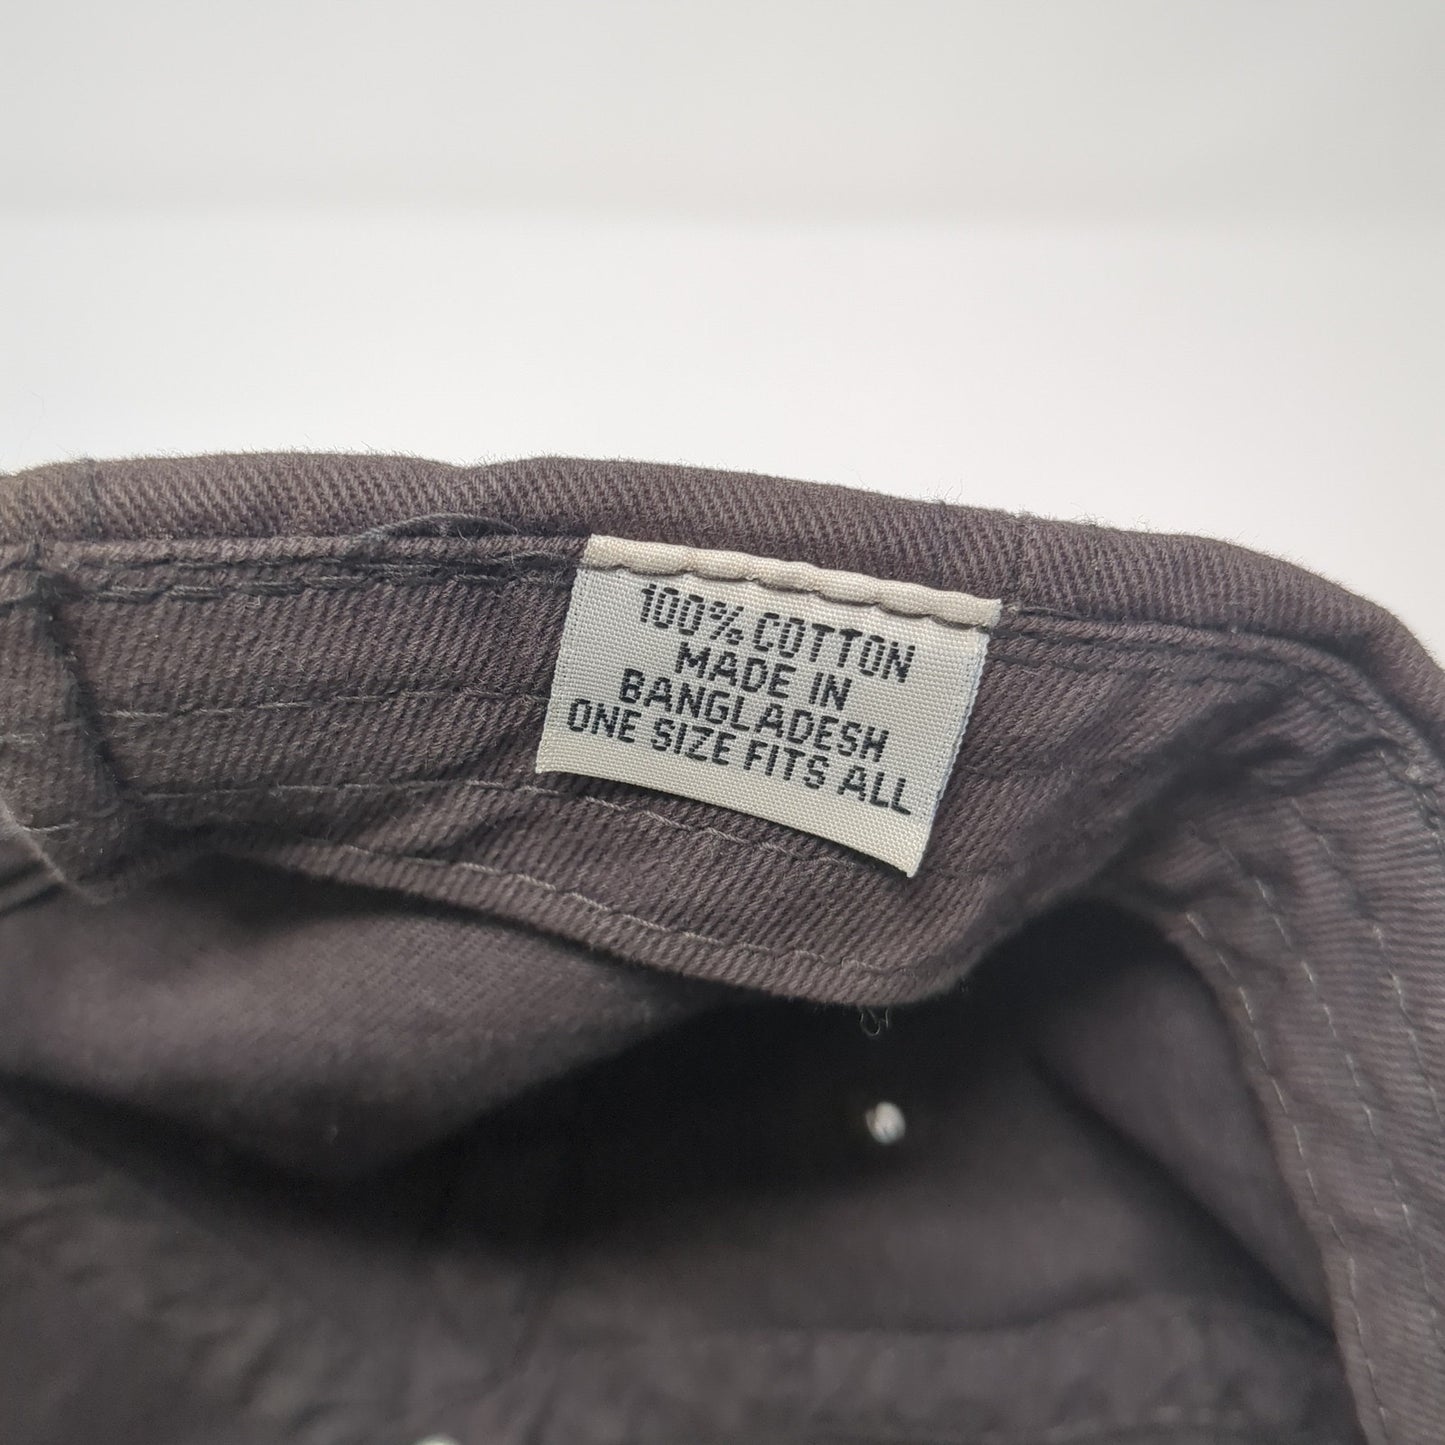 100% COTTON
MADE IN
BANGLADESH
ONE SIZE FITS ALL